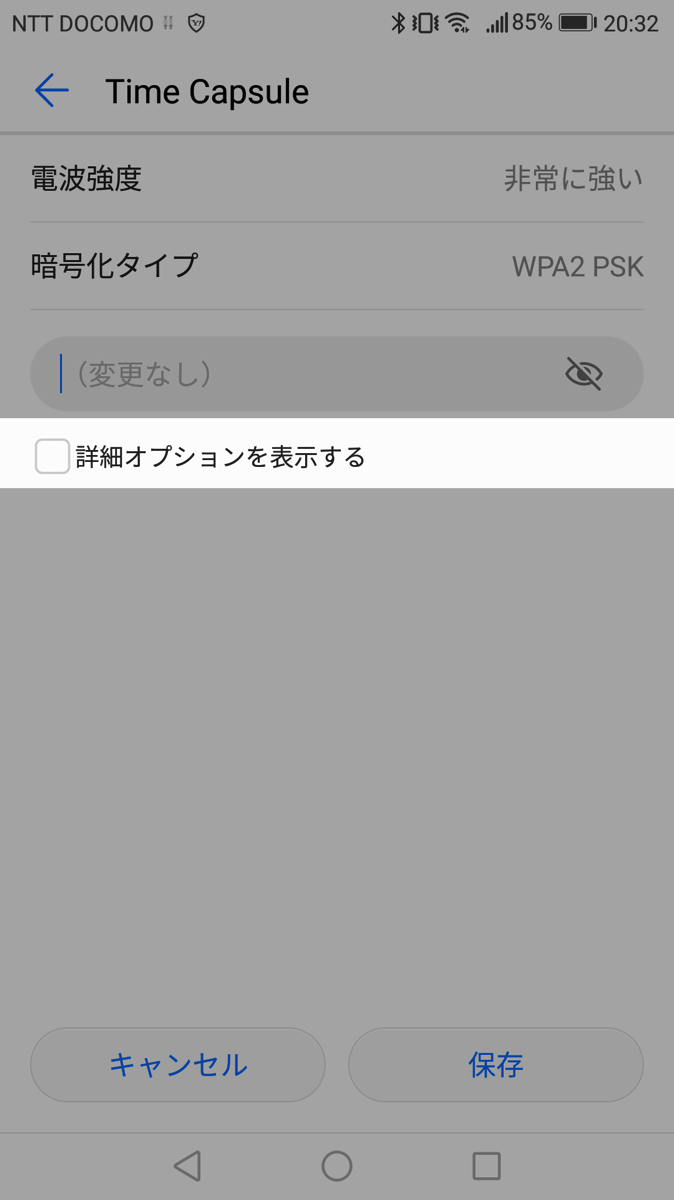 NTT DOCOMO 85% 20:32
Time Capsule
電波強度 非常に強い
暗号化タイプ WPA2 PSK
（変更なし）
詳細オプションを表示する
キャンセル 保存